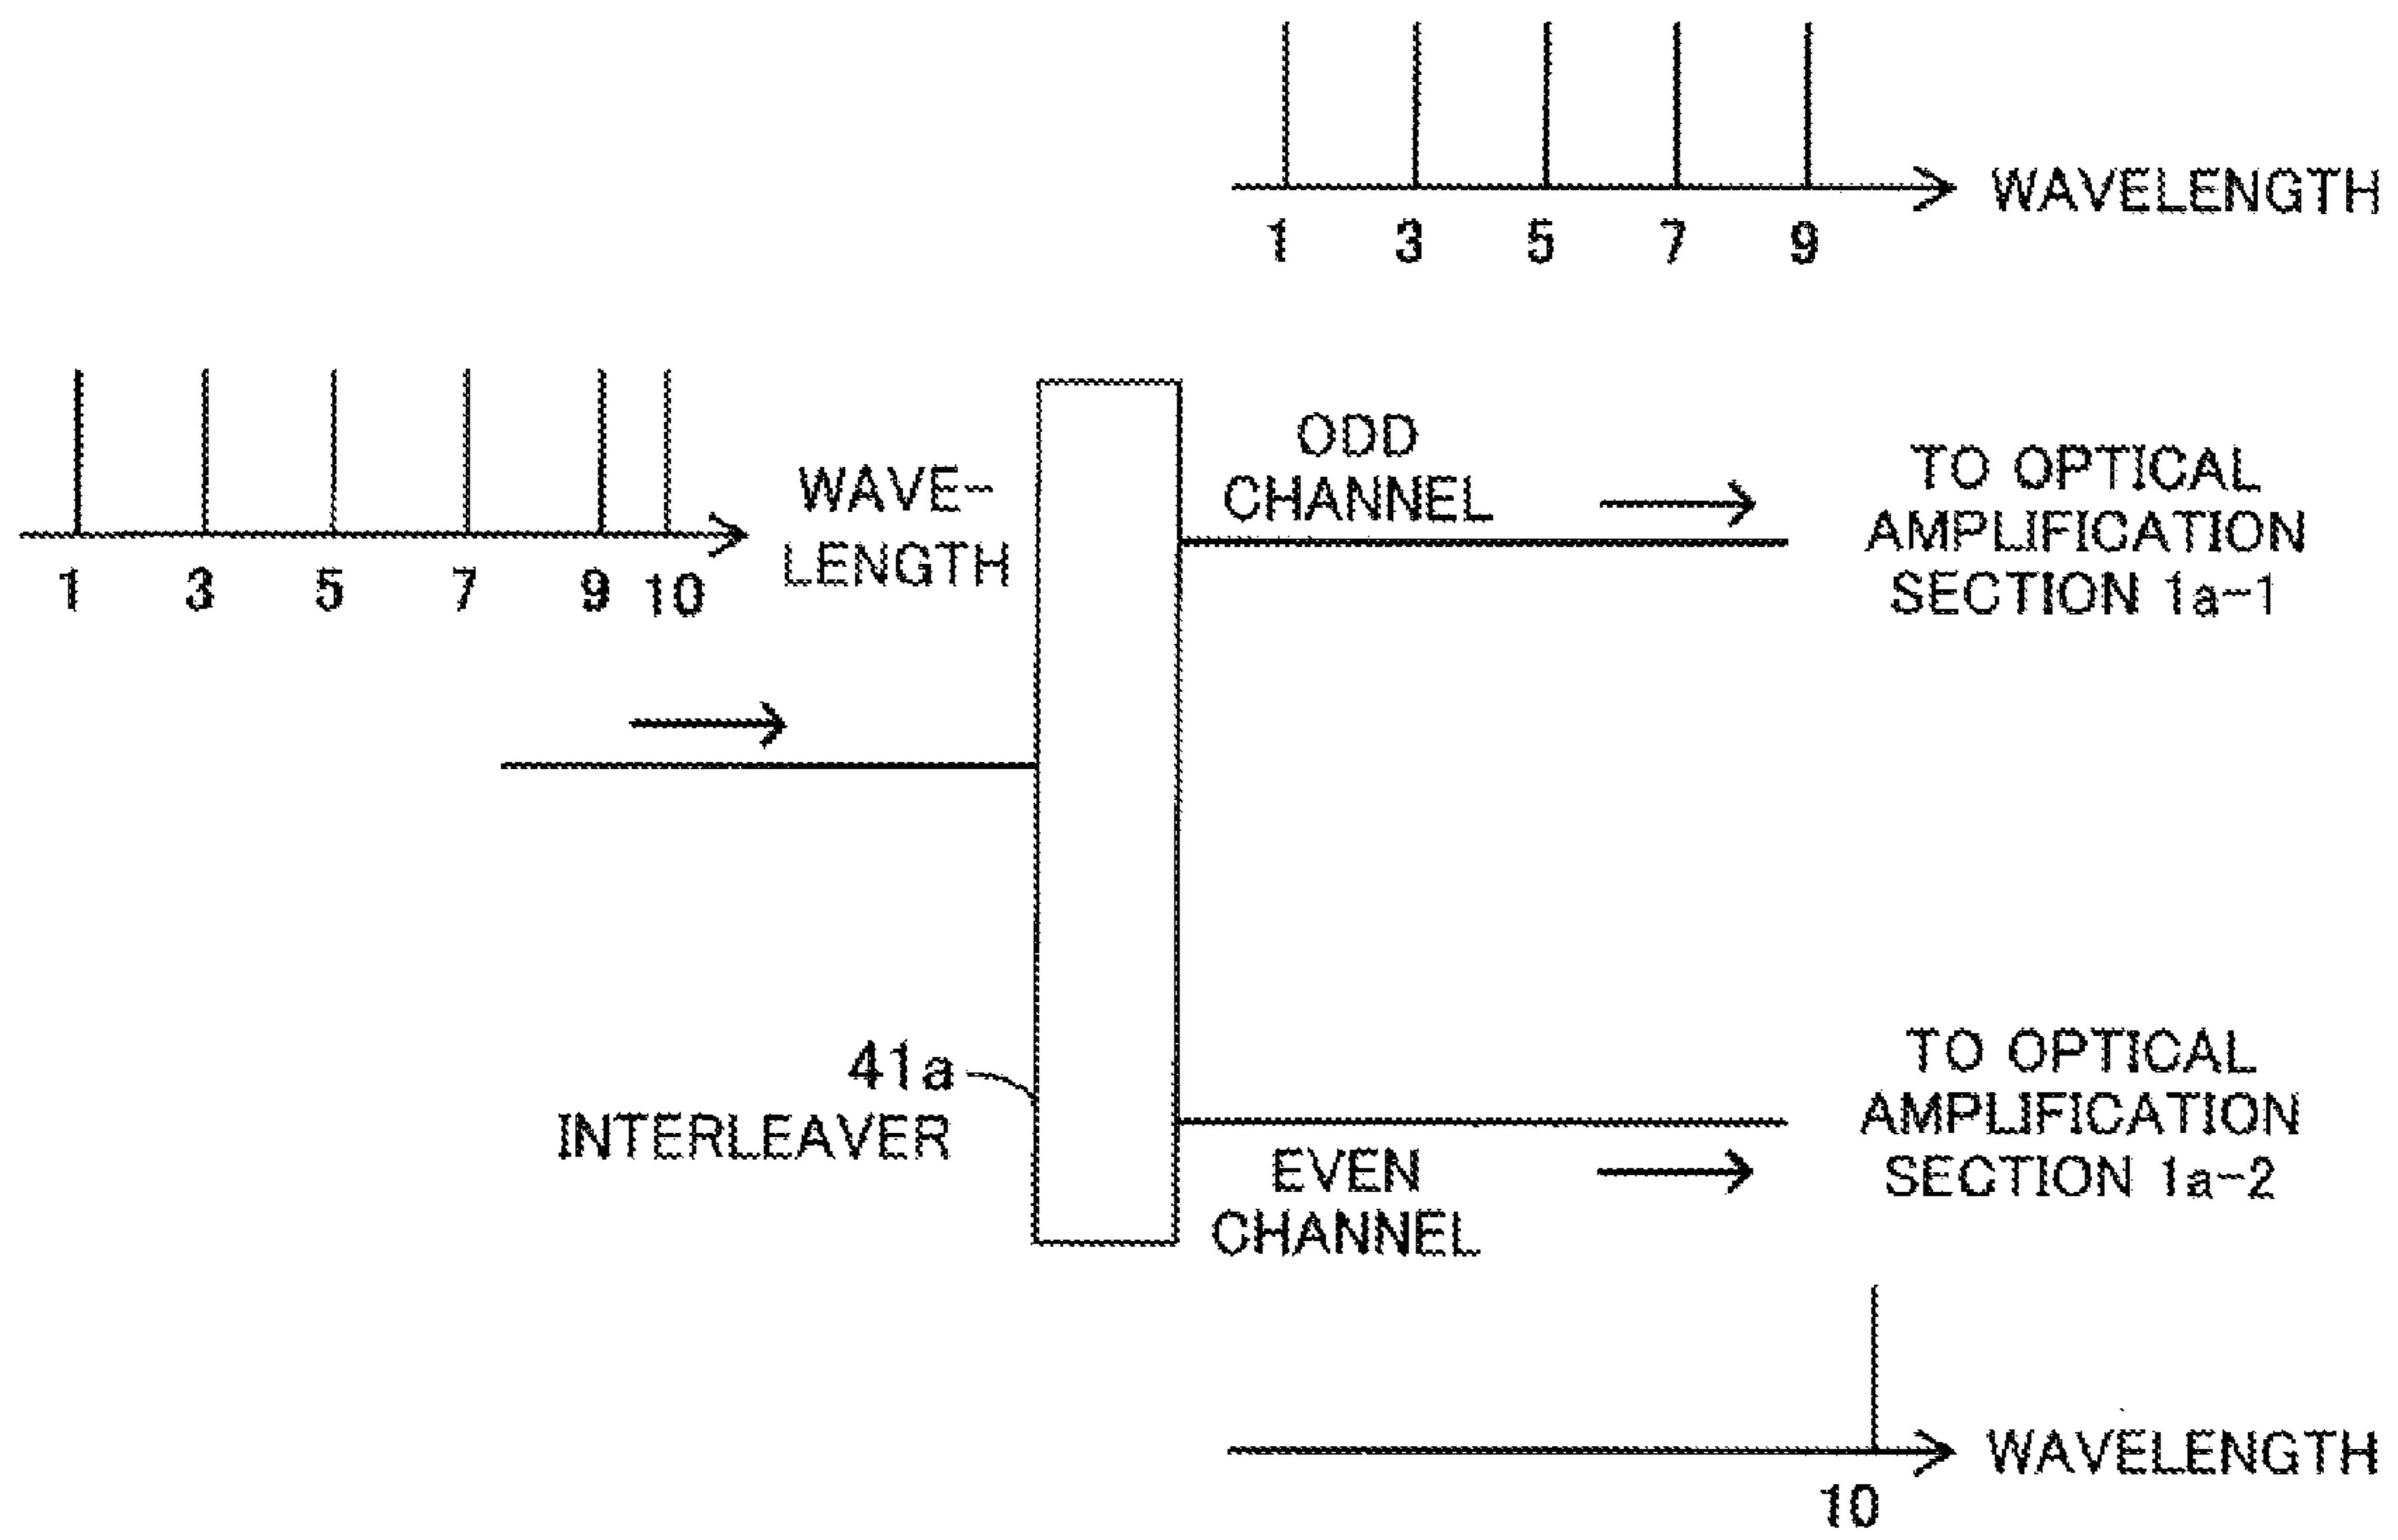 WAVELENGTH
1 3 5 7 9
ODD
CHANNEL
TO OPTICAL
AMPLIFICATION
SECTION 1a-1
WAVE-
LENGTH
1 3 5 7 9 10
41a
INTERLEAVER
EVEN
CHANNEL
TO OPTICAL
AMPLIFICATION
SECTION 1a-2
WAVELENGTH
10